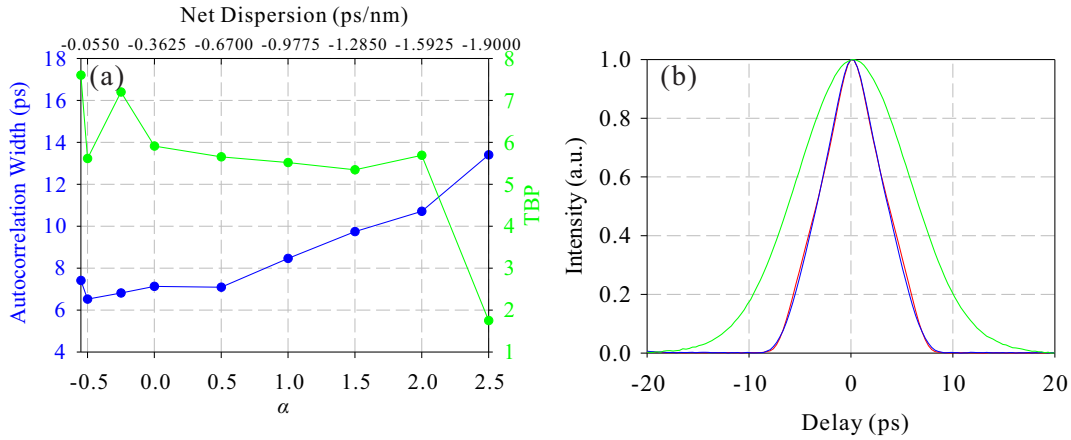 Net Dispersion (ps/nm)
-0.0550 -0.3625 -0.6700 -0.9775 -1.2850 -1.5925 -1.9000
(a)
Autocorrelation Width (ps)
18
16
14
12
10
8
6
4
8
7
6
5
4
3
2
1
TBP
-0.5 0.0 0.5 1.0 1.5 2.0 2.5
α
(b)
Intensity (a.u.)
1.0
0.8
0.6
0.4
0.2
0.0
-20 -10 0 10 20
Delay (ps)